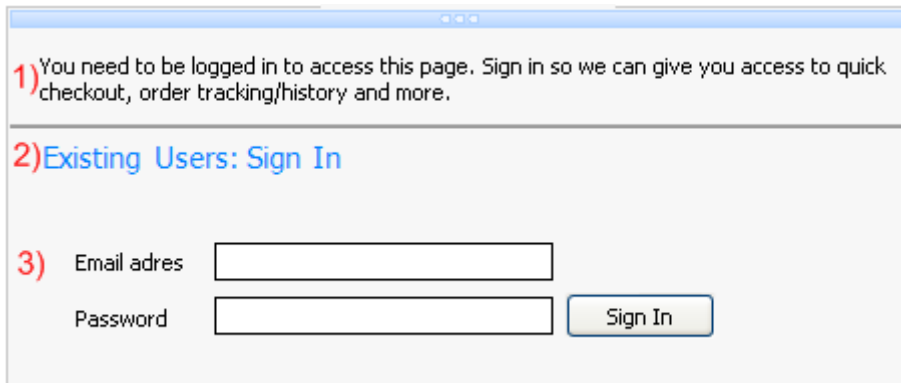 1) You need to be logged in to access this page. Sign in so we can give you access to quick
checkout, order tracking/history and more.
2) Existing Users: Sign In
3) Email adres
Password Sign In